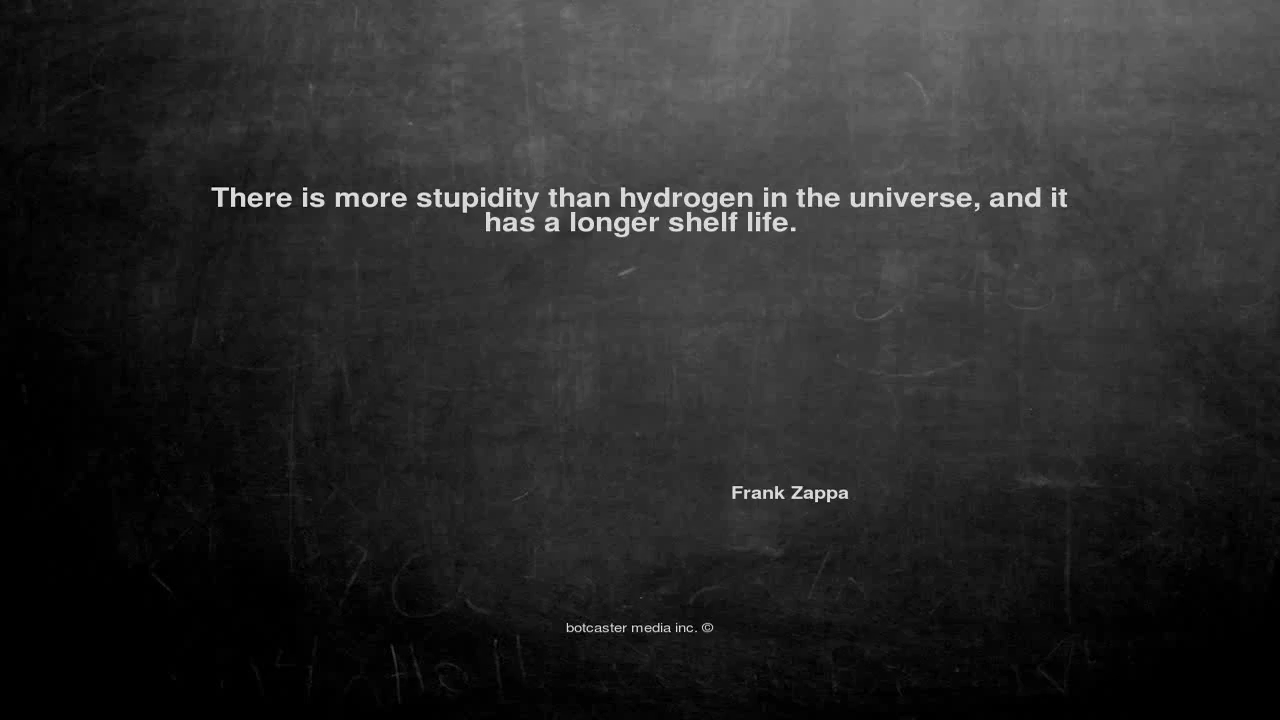 There is more stupidity than hydrogen in the universe, and it
has a longer shelf life.
Frank Zappa
botcaster media inc. ©